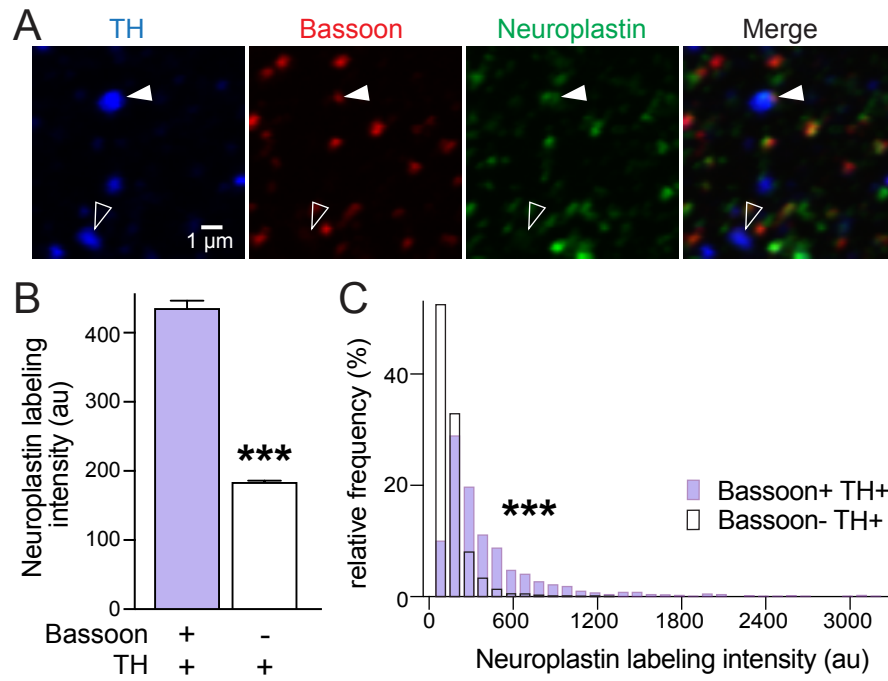 A
TH
Bassoon
Neuroplastin
Merge
1 µm
B
Neuroplastin labeling
intensity (au)
400
300
200
100
0
***
Bassoon + -
TH + +
C
relative frequency (%)
40
20
0
***
Bassoon+ TH+
Bassoon- TH+
0 600 1200 1800 2400 3000
Neuroplastin labeling intensity (au)